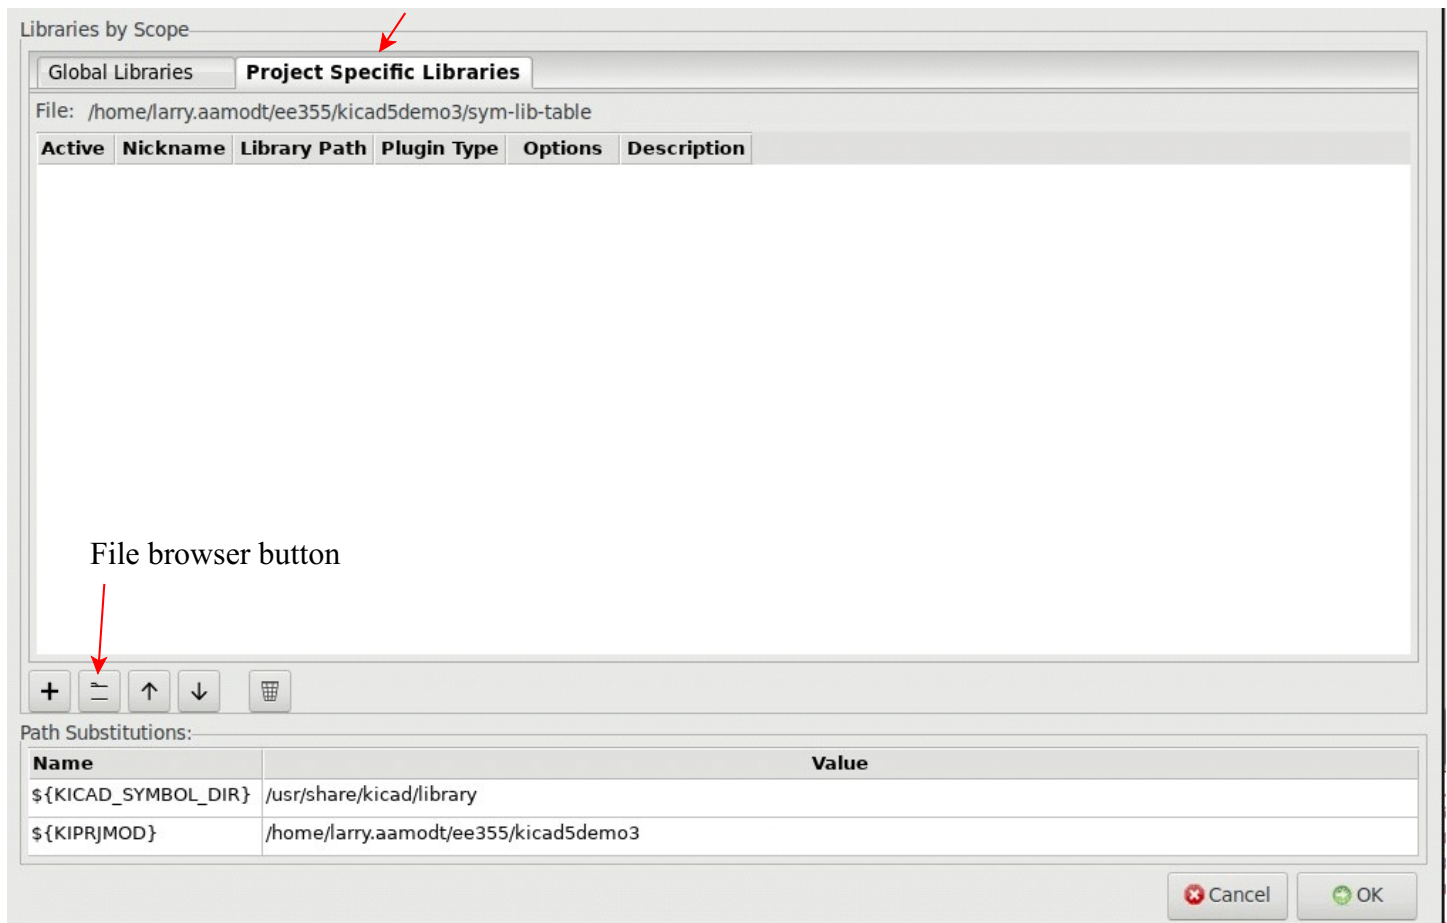 Libraries by Scope
Global Libraries Project Specific Libraries
File: /home/larry.aamodt/ee355/kicad5demo3/sym-lib-table
Active Nickname Library Path Plugin Type Options Description
File browser button
Path Substitutions:
Name Value
${KICAD_SYMBOL_DIR} /usr/share/kicad/library
${KIPRJMOD} /home/larry.aamodt/ee355/kicad5demo3
Cancel OK